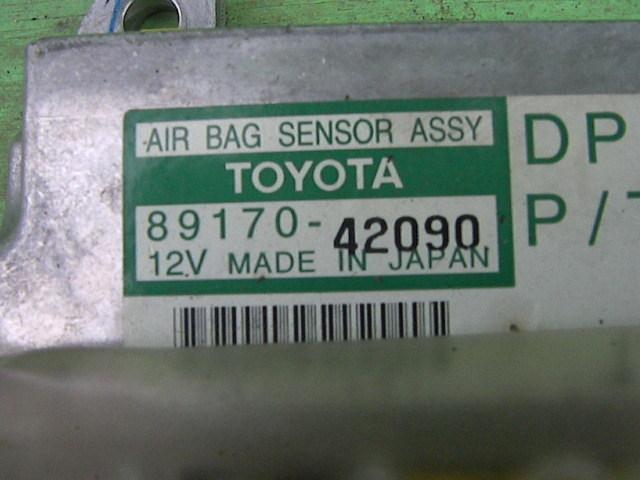 AIR BAG SENSOR ASSY
TOYOTA
89170-42090
12V MADE IN JAPAN
DP
P/